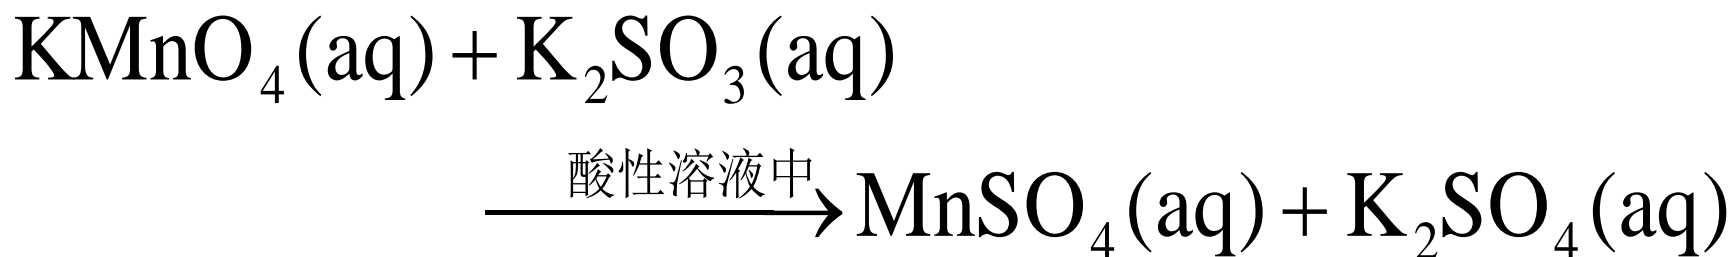 KMnO₄(aq)+K₂SO₃(aq)
酸性溶液中
→MnSO₄(aq)+K₂SO₄(aq)